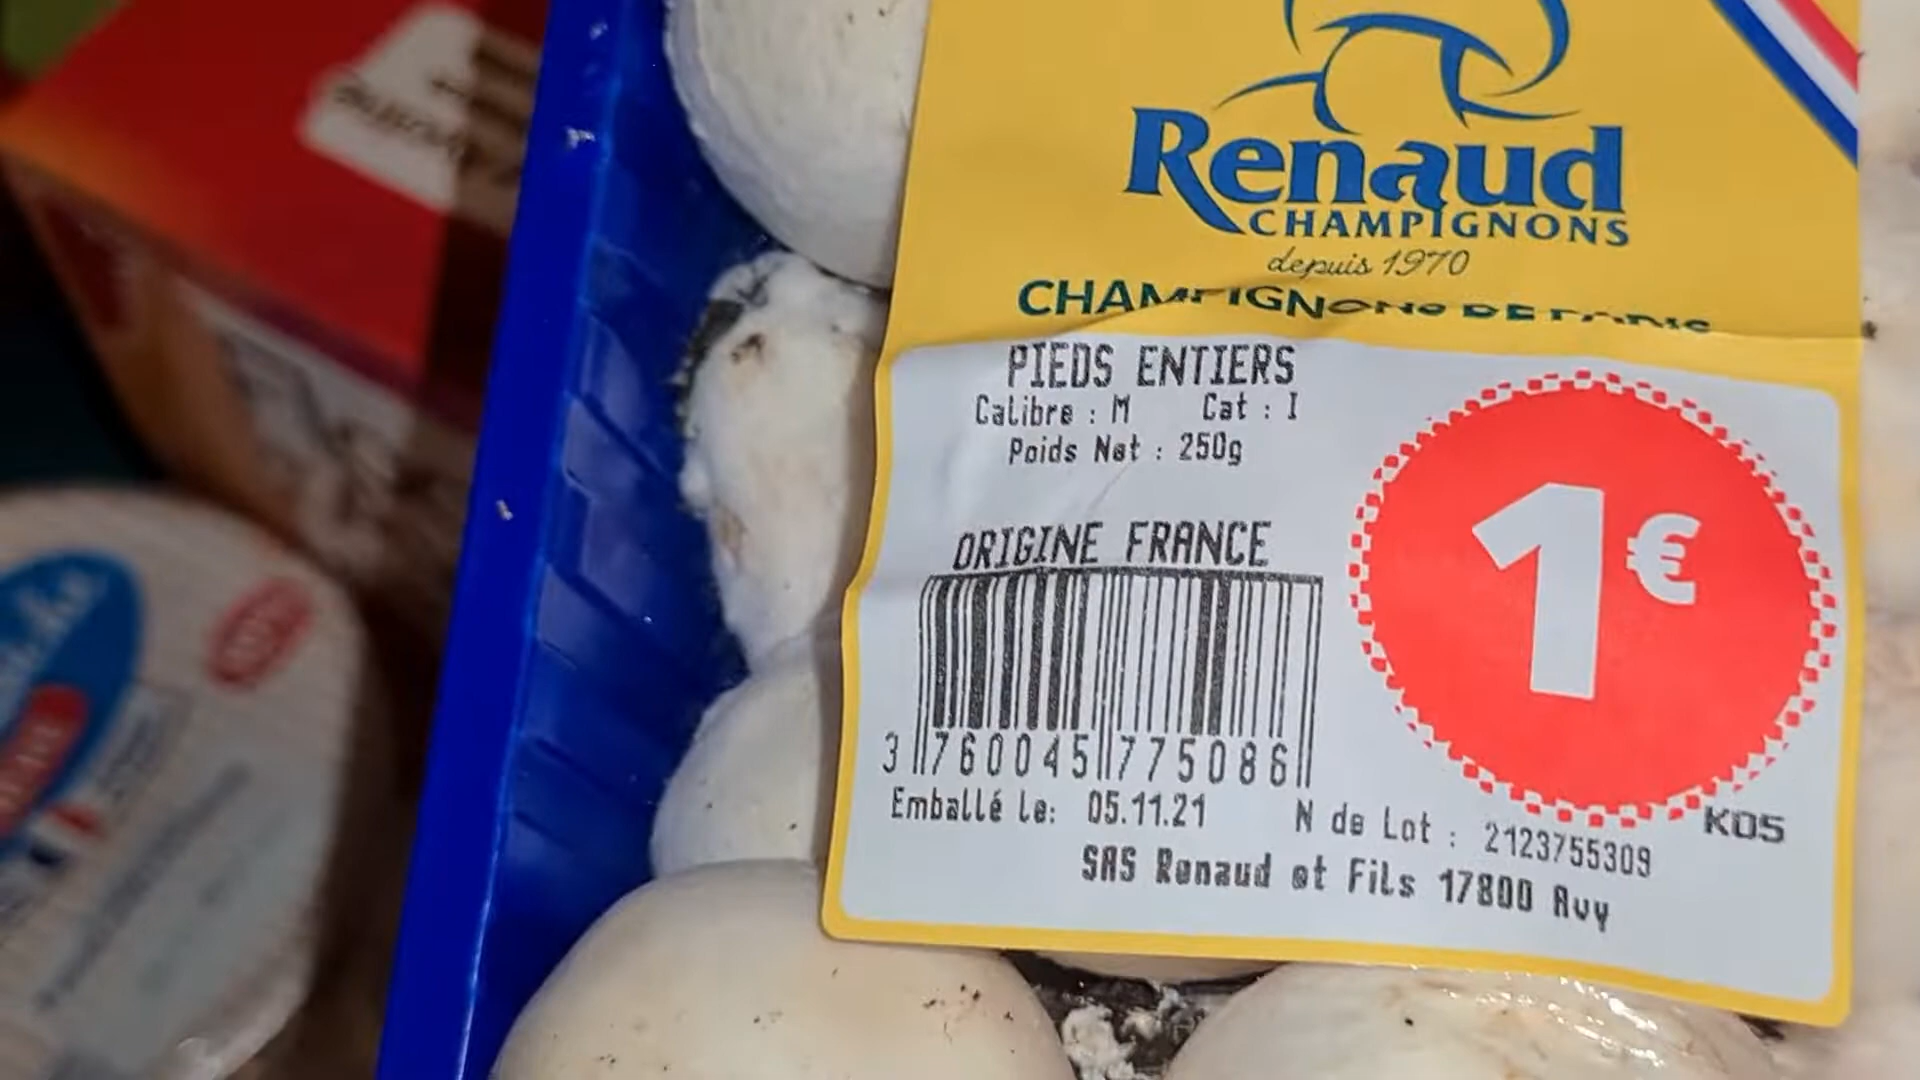 Renaud
CHAMPIGNONS
depuis 1970
CHAMPIGNONS DE PARIS
PIEDS ENTIERS
Calibre : M Cat : I
Poids Net : 250g
ORIGINE FRANCE
1€
3 760045 775086
KDS
Emballé le: 05.11.21 N de Lot : 2123755309
SAS Renaud et Fils 17800 Avy